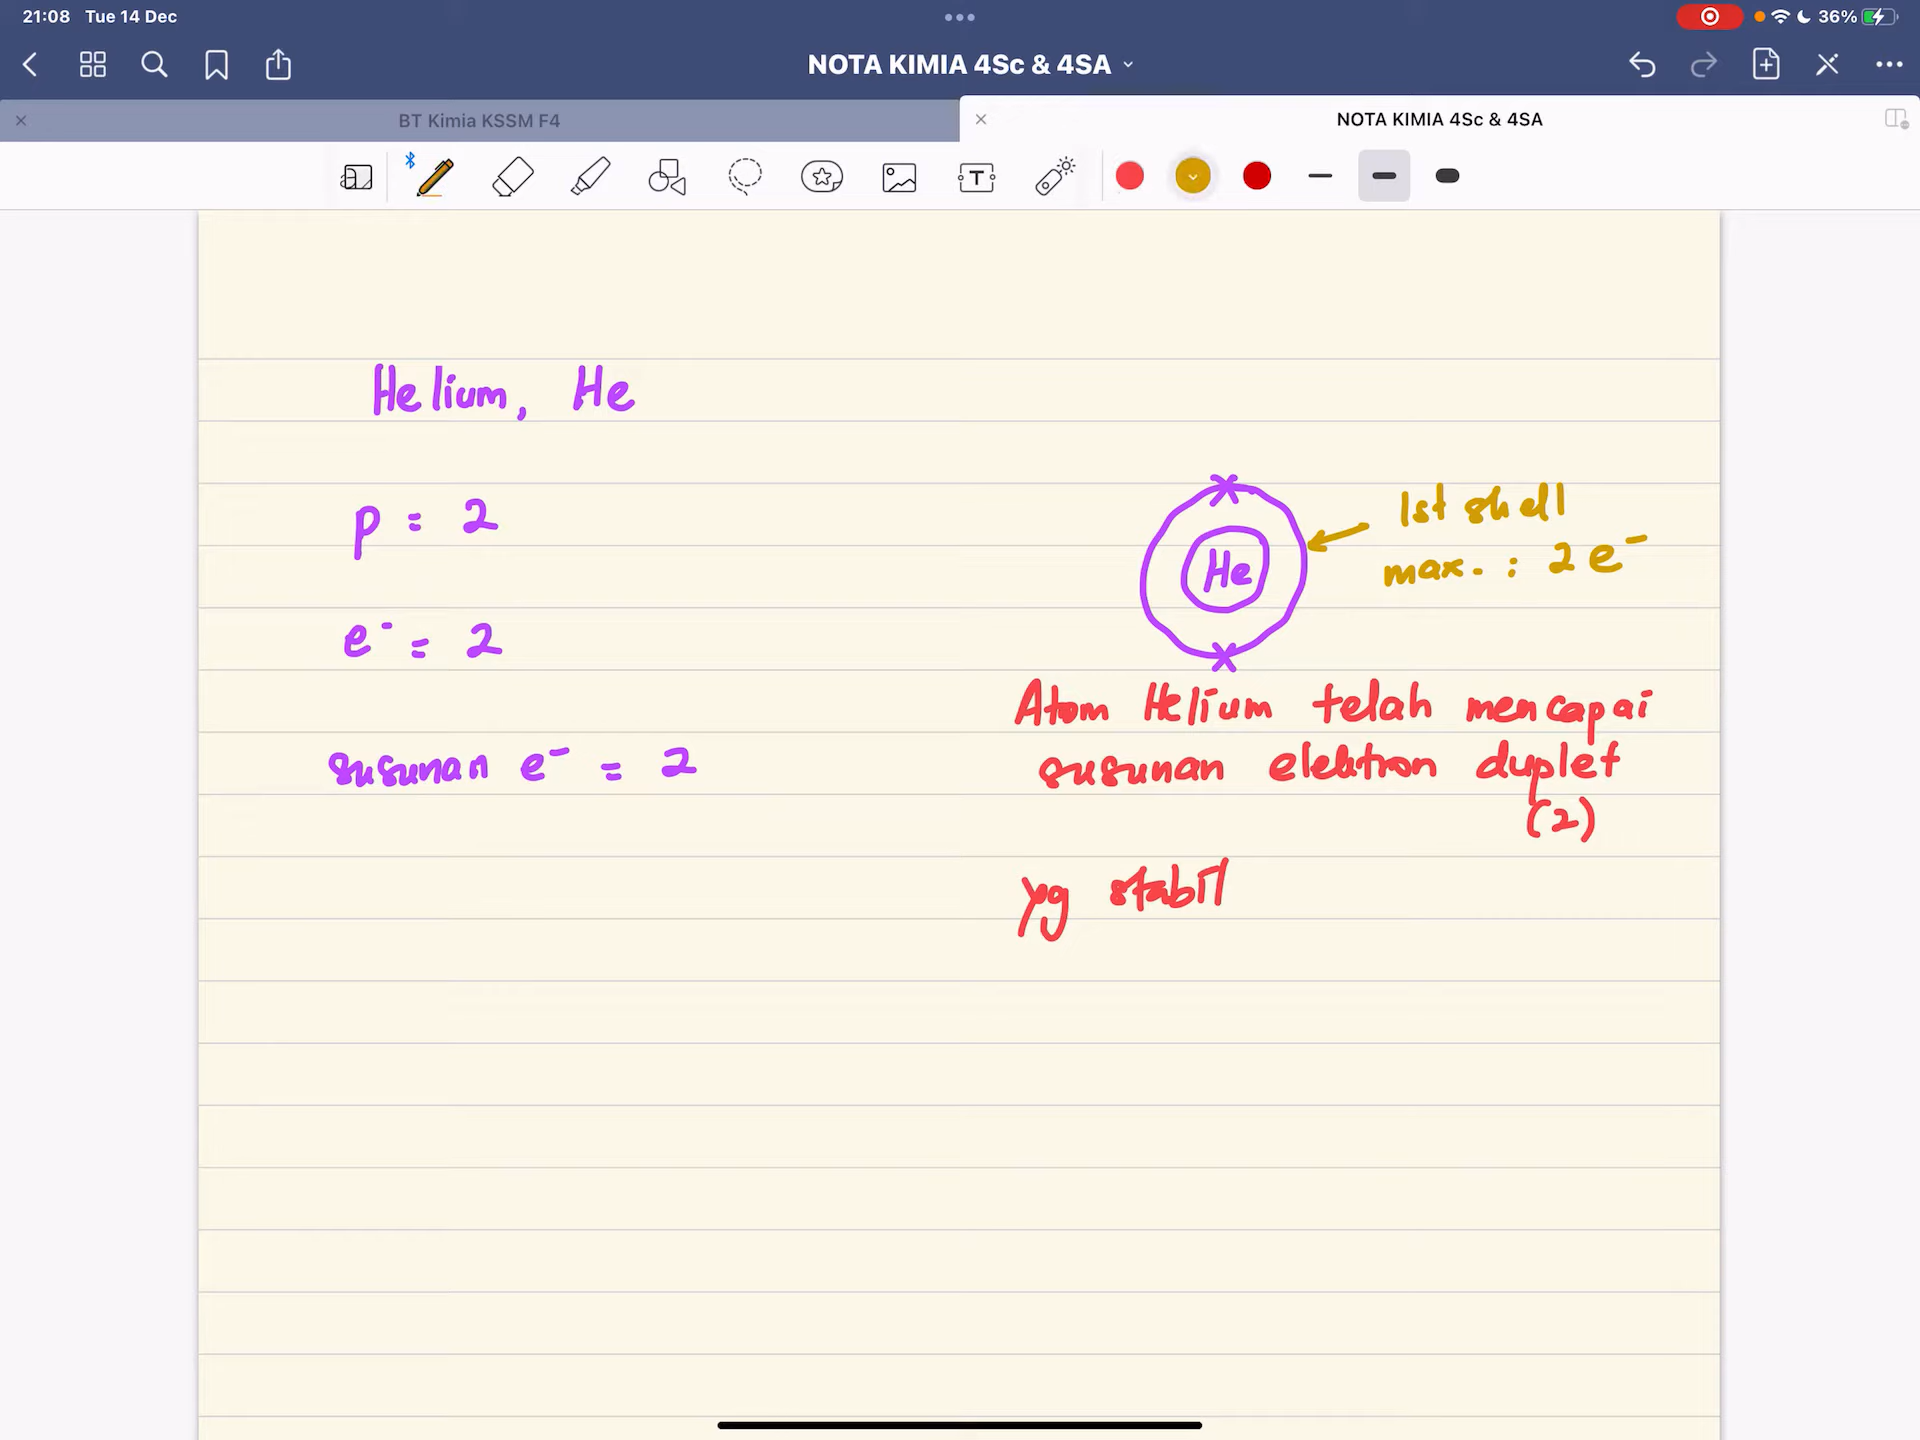 21:08 Tue 14 Dec
36%
NOTA KIMIA 4Sc & 4SA
BT Kimia KSSM F4
NOTA KIMIA 4Sc & 4SA
Helium, He
p = 2
e⁻ = 2
susunan e⁻ = 2
He
1st shell
max. : 2 e⁻
Atom Helium telah mencapai
susunan elektron duplet
(2)
yg stabil